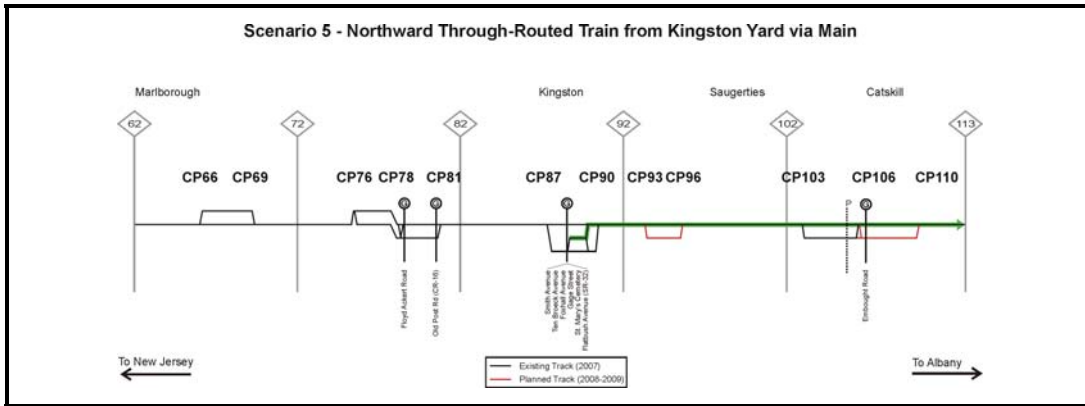 Scenario 5 - Northward Through-Routed Train from Kingston Yard via Main
Marlborough
Kingston
Saugerties
Catskill
62
72
82
92
102
113
CP66
CP69
CP76
CP78
CP81
CP87
CP90
CP93
CP96
CP103
CP106
CP110
Floyd Ackert Road
Old Post Rd (CR-16)
Smith Avenue
Ten Broeck Avenue
Foxhall Avenue
Gage Street
St. Mary's Cemetery
Flatbush Avenue (SR-32)
Embought Road
To New Jersey
To Albany
Existing Track (2007)
Planned Track (2008-2009)